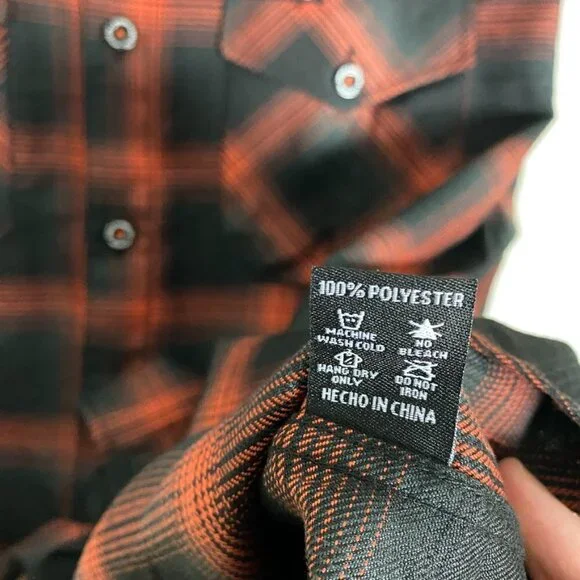 100% POLYESTER
MACHINE WASH COLD
NO BLEACH
HANG DRY ONLY
DO NOT IRON
HECHO IN CHINA